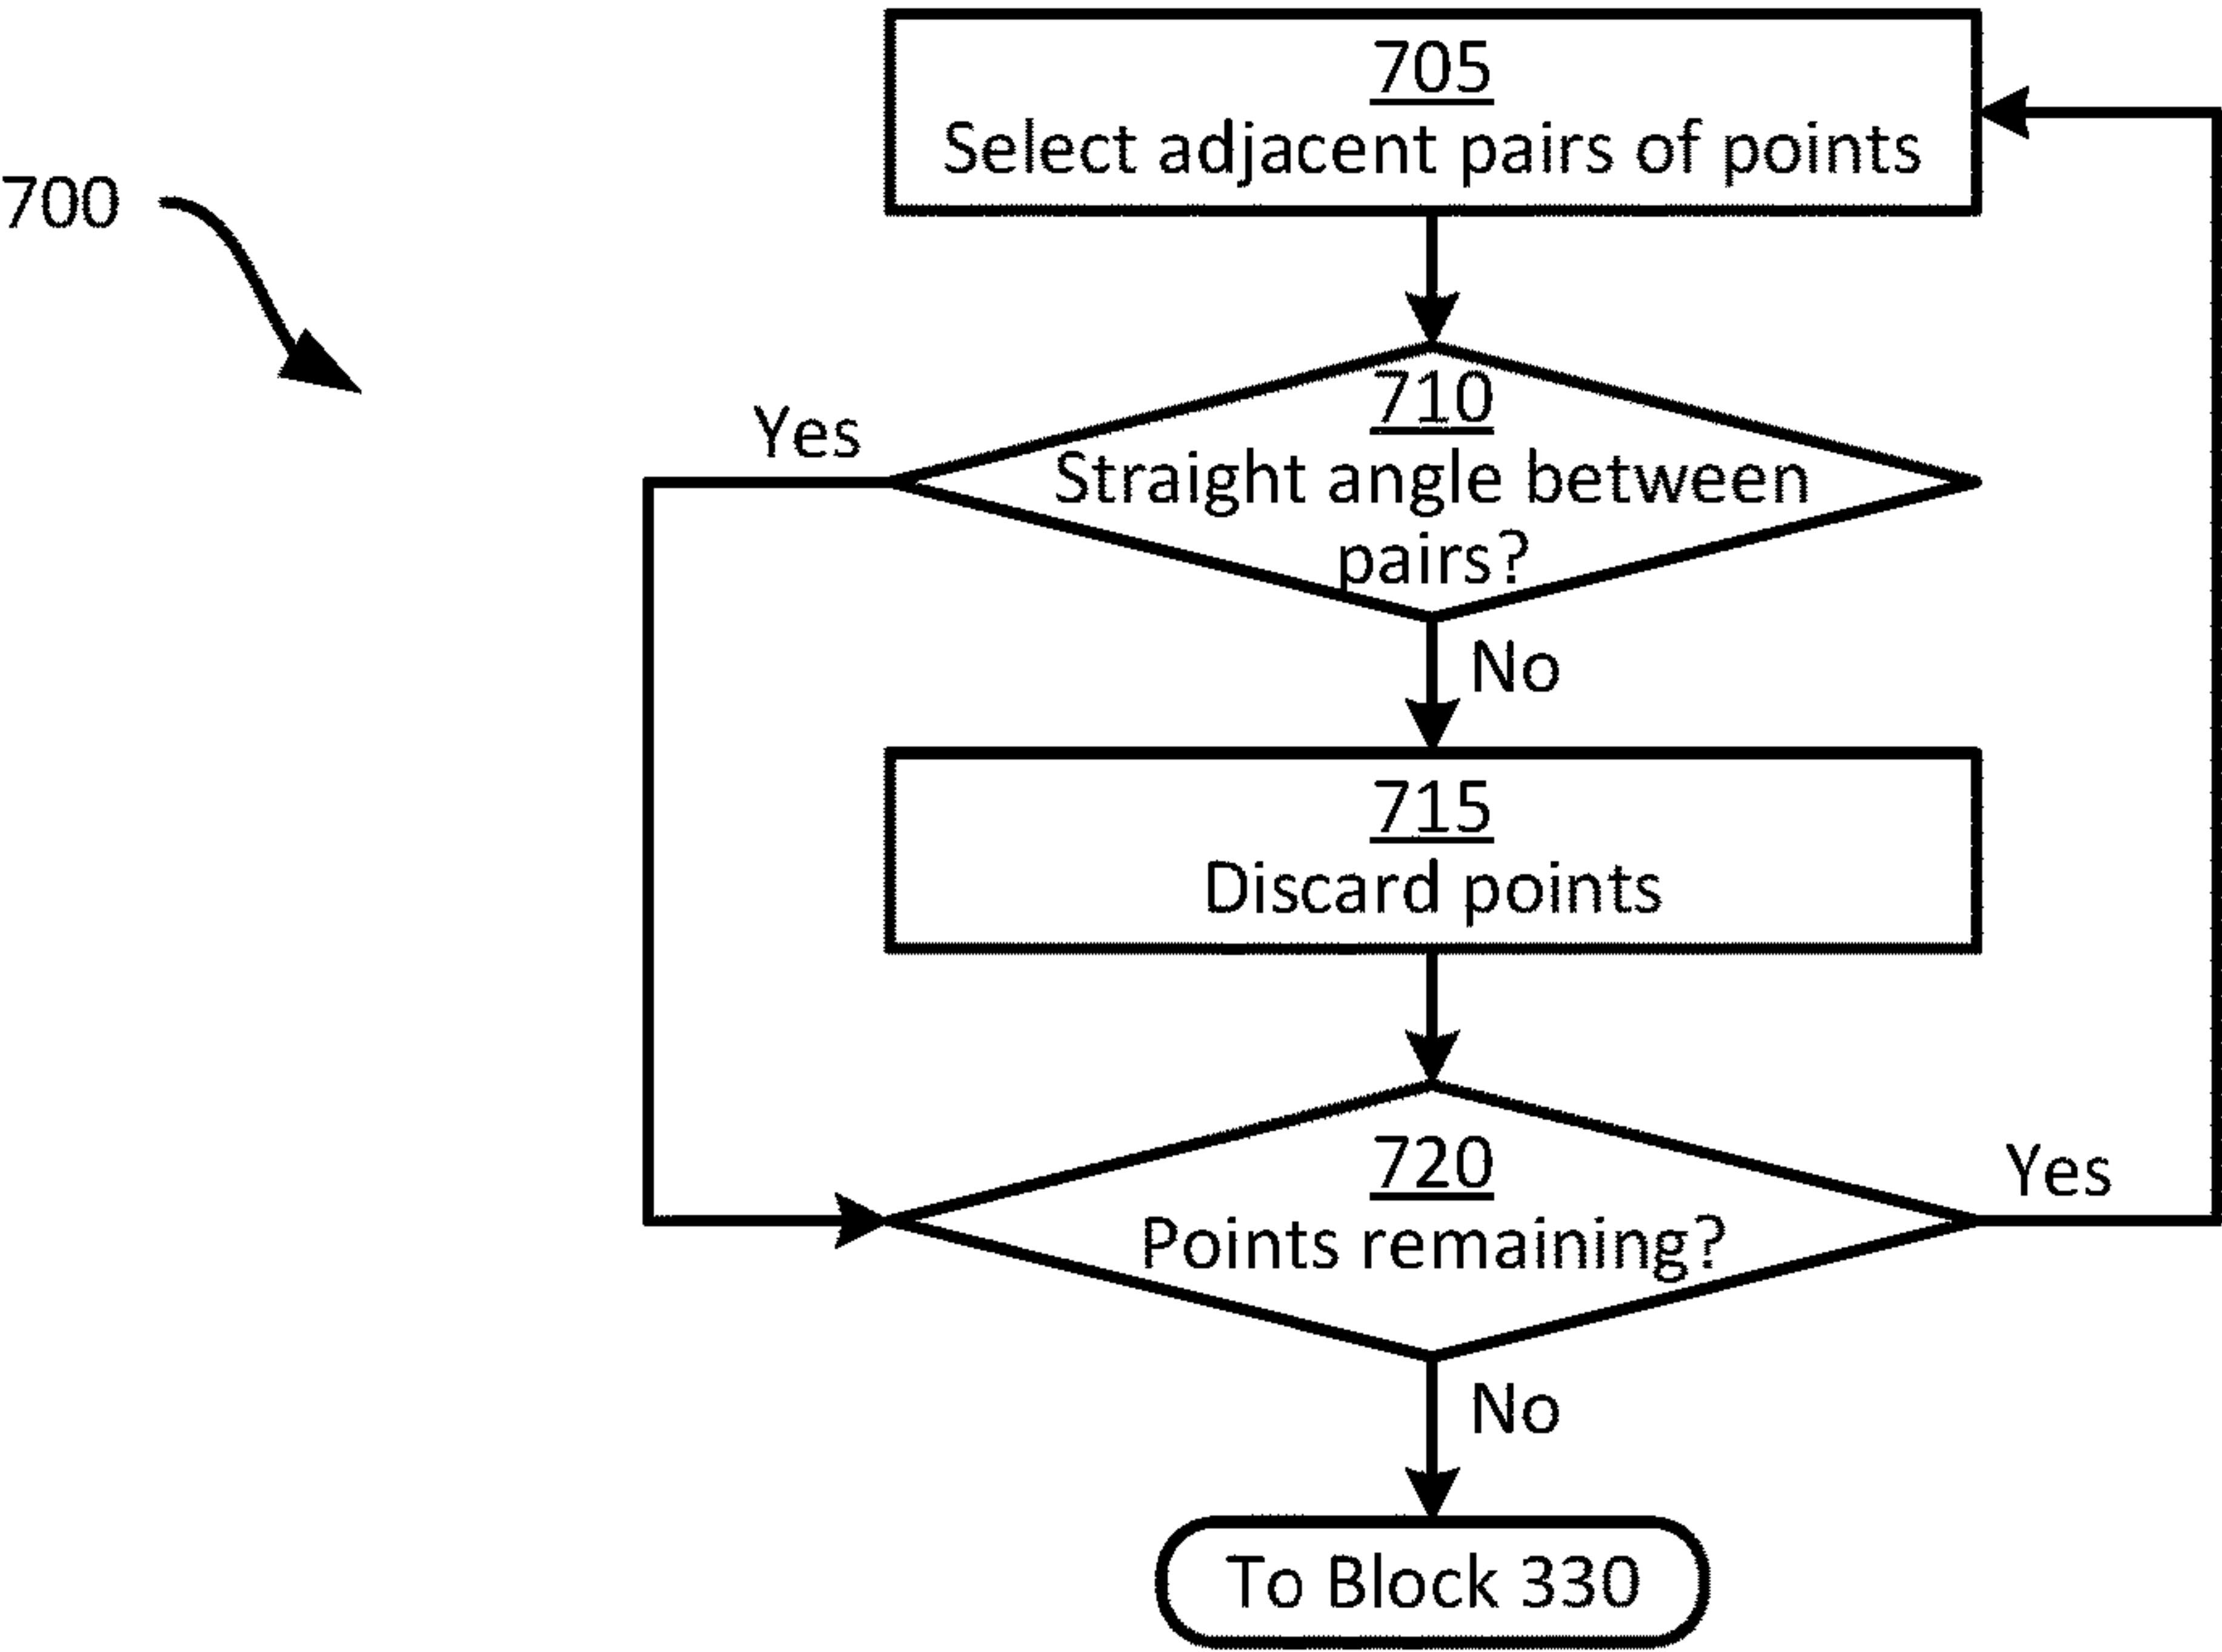 700
705
Select adjacent pairs of points
710
Straight angle between
pairs?
Yes
No
715
Discard points
720
Points remaining?
Yes
No
To Block 330